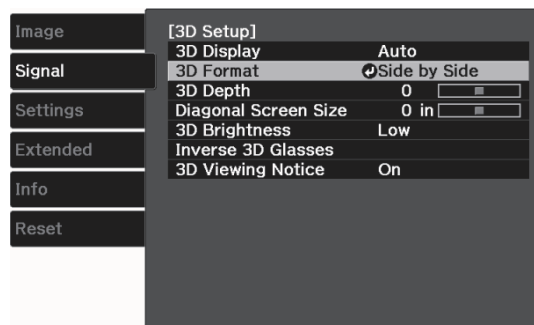 Image
Signal
Settings
Extended
Info
Reset
[3D Setup]
3D Display Auto
3D Format Side by Side
3D Depth 0
Diagonal Screen Size 0 in
3D Brightness Low
Inverse 3D Glasses
3D Viewing Notice On